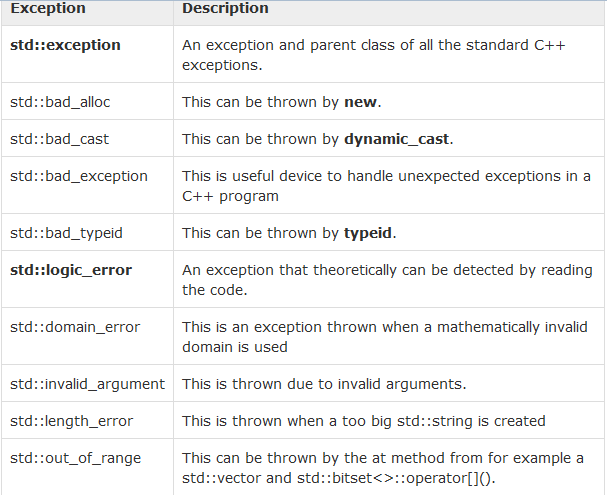 Exception Description
std::exception An exception and parent class of all the standard C++
exceptions.
std::bad_alloc This can be thrown by new.
std::bad_cast This can be thrown by dynamic_cast.
std::bad_exception This is useful device to handle unexpected exceptions in a
C++ program
std::bad_typeid This can be thrown by typeid.
std::logic_error An exception that theoretically can be detected by reading
the code.
std::domain_error This is an exception thrown when a mathematically invalid
domain is used
std::invalid_argument This is thrown due to invalid arguments.
std::length_error This is thrown when a too big std::string is created
std::out_of_range This can be thrown by the at method from for example a
std::vector and std::bitset<>::operator[]().